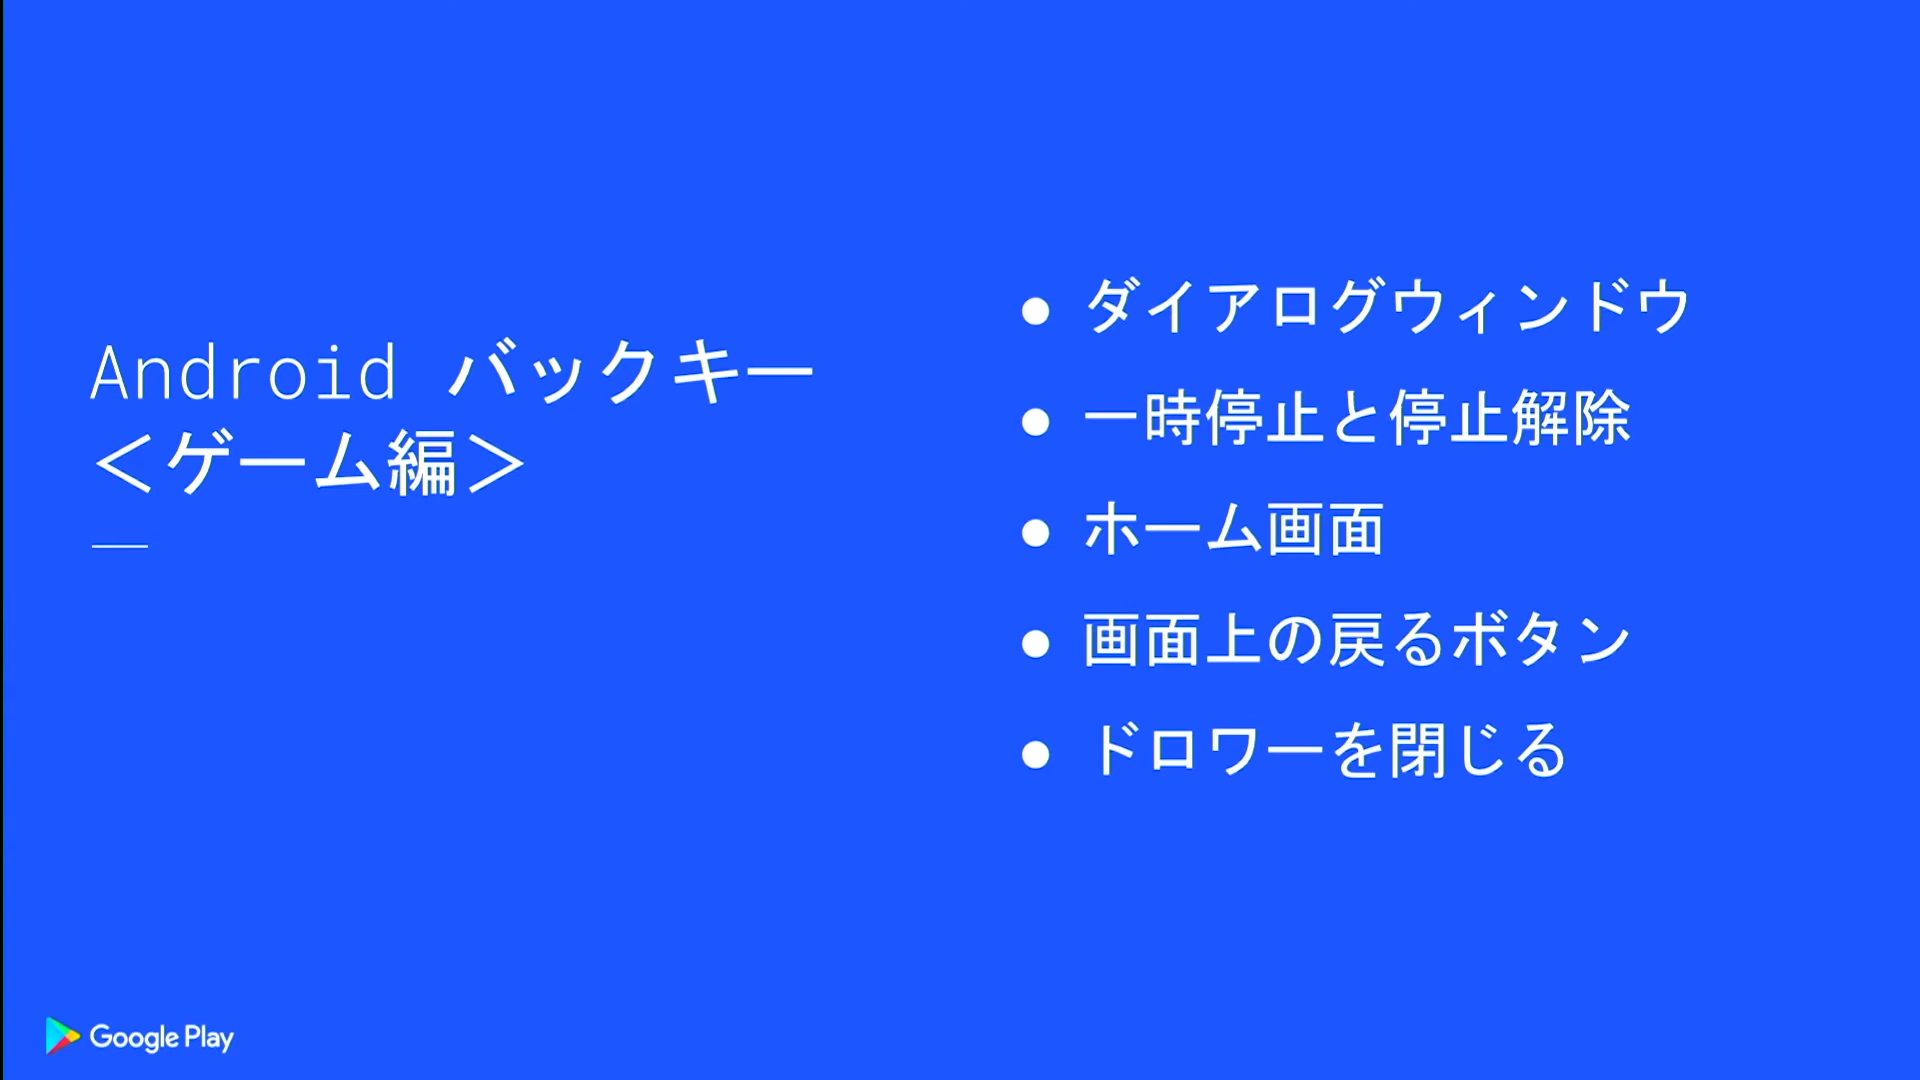 Android バックキー
＜ゲーム編＞
● ダイアログウィンドウ
● 一時停止と停止解除
● ホーム画面
● 画面上の戻るボタン
● ドロワーを閉じる
Google Play